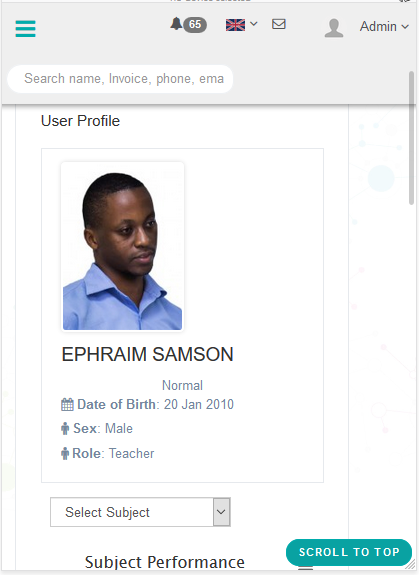 65
Admin
Search name, Invoice, phone, ema
User Profile
EPHRAIM SAMSON
Normal
Date of Birth: 20 Jan 2010
Sex: Male
Role: Teacher
Select Subject
SCROLL TO TOP
Subject Performance